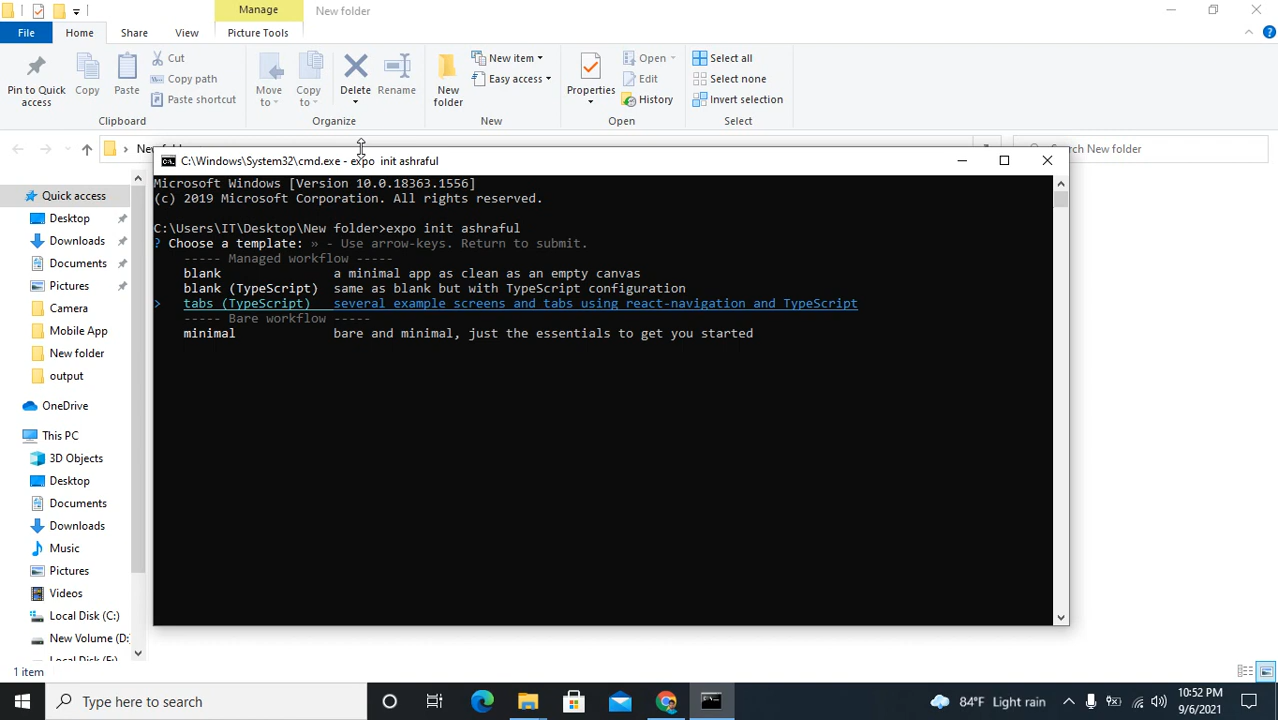 Manage
New folder
File
Home
Share
View
Picture Tools
Pin to Quick access
Copy
Paste
Cut
Copy path
Paste shortcut
Move to
Copy to
Delete
Rename
New folder
New item
Easy access
Properties
Open
Edit
History
Select all
Select none
Invert selection
Clipboard
Organize
New
Open
Select
Search New folder
C:\Windows\System32\cmd.exe - expo  init ashraful
Microsoft Windows [Version 10.0.18363.1556]
(c) 2019 Microsoft Corporation. All rights reserved.
C:\Users\IT\Desktop\New folder>expo init ashraful
? Choose a template: » - Use arrow-keys. Return to submit.
----- Managed workflow -----
blank               a minimal app as clean as an empty canvas
blank (TypeScript)  same as blank but with TypeScript configuration
> tabs (TypeScript)   several example screens and tabs using react-navigation and TypeScript
----- Bare workflow -----
minimal             bare and minimal, just the essentials to get you started
Quick access
Desktop
Downloads
Documents
Pictures
Camera
Mobile App
New folder
output
OneDrive
This PC
3D Objects
Desktop
Documents
Downloads
Music
Pictures
Videos
Local Disk (C:)
New Volume (D:
1 item
Type here to search
84°F Light rain
10:52 PM
9/6/2021